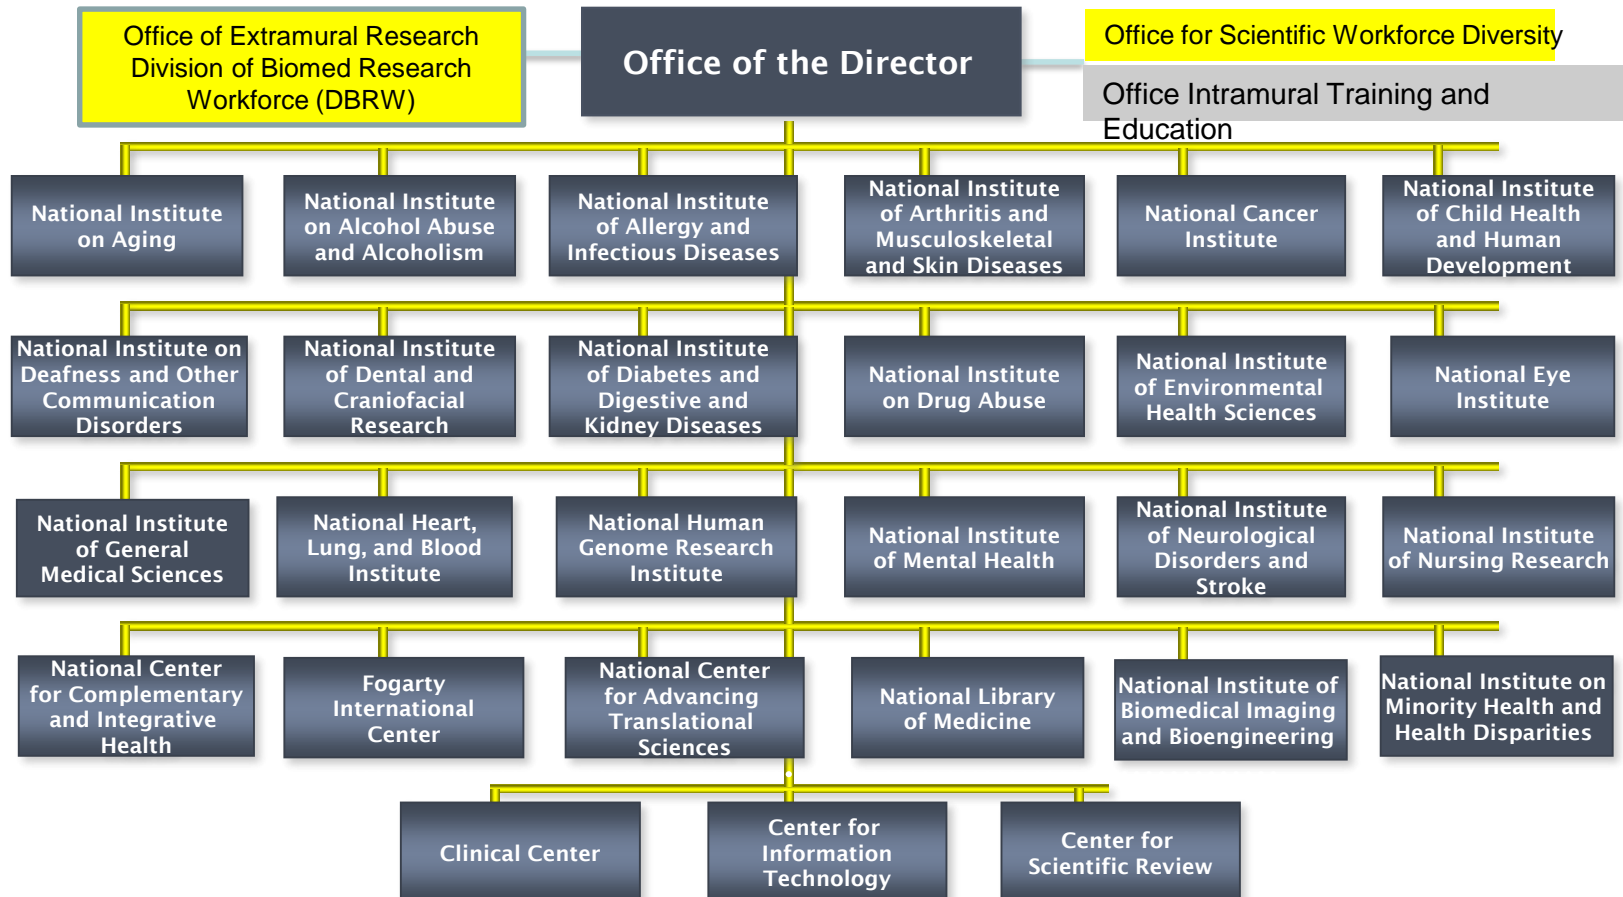 Office of Extramural Research
Division of Biomed Research
Workforce (DBRW)
Office of the Director
Office for Scientific Workforce Diversity
Office Intramural Training and
Education
National Institute
on Aging
National Institute
on Alcohol Abuse
and Alcoholism
National Institute
of Allergy and
Infectious Diseases
National Institute
of Arthritis and
Musculoskeletal
and Skin Diseases
National Cancer
Institute
National Institute
of Child Health
and Human
Development
National Institute on
Deafness and Other
Communication
Disorders
National Institute
of Dental and
Craniofacial
Research
National Institute
of Diabetes and
Digestive and
Kidney Diseases
National Institute
on Drug Abuse
National Institute
of Environmental
Health Sciences
National Eye
Institute
National Institute
of General
Medical Sciences
National Heart,
Lung, and Blood
Institute
National Human
Genome Research
Institute
National Institute
of Mental Health
National Institute
of Neurological
Disorders and
Stroke
National Institute
of Nursing Research
National Center
for Complementary
and Integrative
Health
Fogarty
International
Center
National Center
for Advancing
Translational
Sciences
National Library
of Medicine
National Institute of
Biomedical Imaging
and Bioengineering
National Institute on
Minority Health and
Health Disparities
Clinical Center
Center for
Information
Technology
Center for
Scientific Review